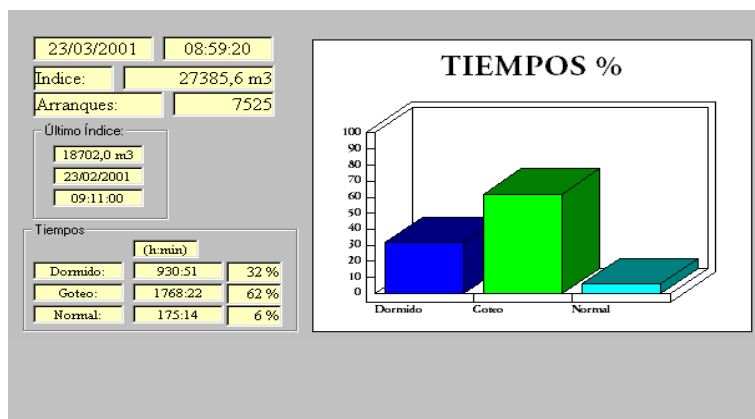 23/03/2001 08:59:20
Indice: 27385,6 m3
Arranques: 7525
Último Índice:
18702,0 m3
23/02/2001
09:11:00
Tiempos
(h:min)
Dormido: 930:51 32 %
Goteo: 1768:22 62 %
Normal: 175:14 6 %
TIEMPOS %
100
90
80
70
60
50
40
30
20
10
0
Dormido Goteo Normal